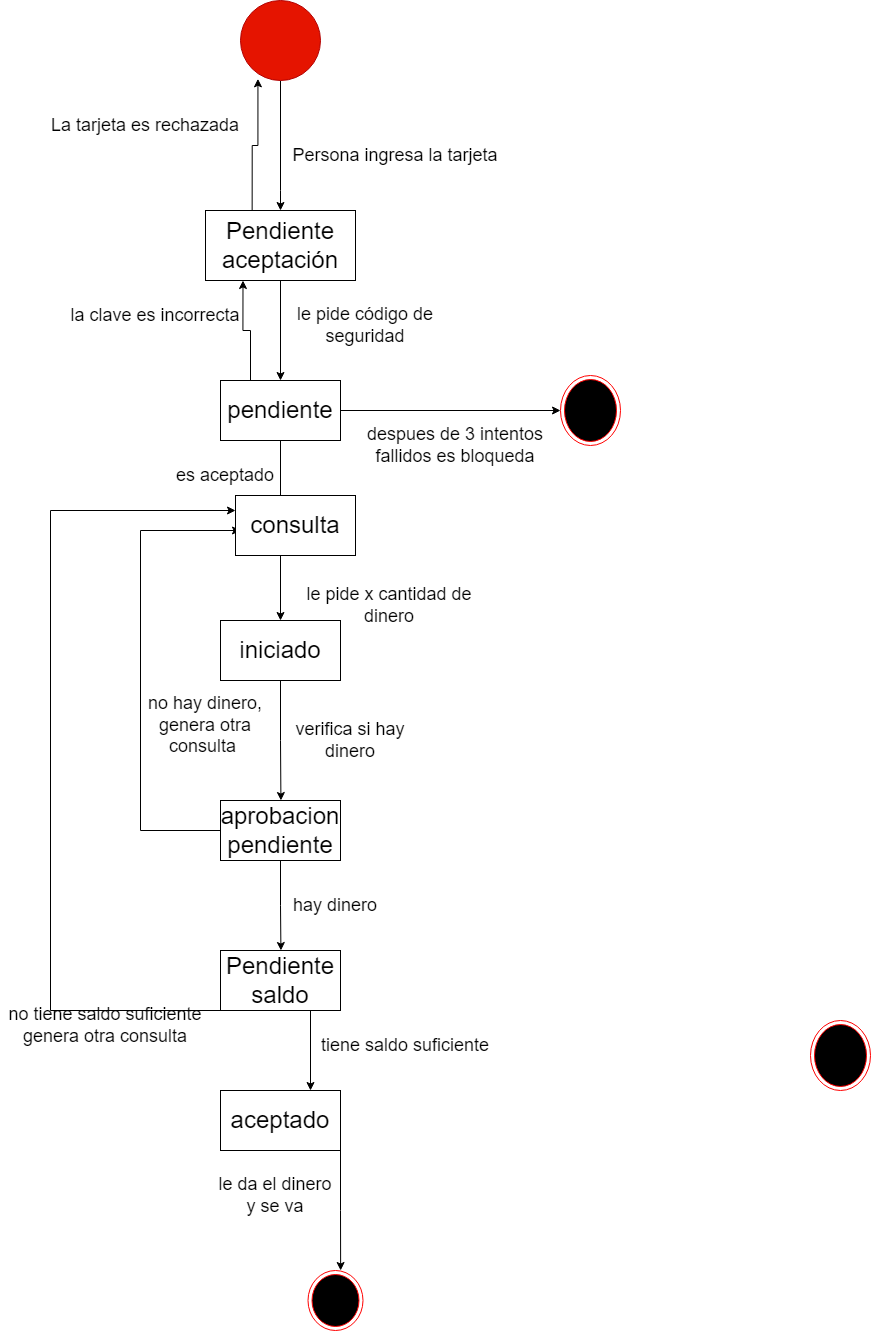 La tarjeta es rechazada
Persona ingresa la tarjeta
Pendiente
aceptación
la clave es incorrecta
le pide código de
seguridad
pendiente
despues de 3 intentos
fallidos es bloqueda
es aceptado
consulta
le pide x cantidad de
dinero
iniciado
no hay dinero,
genera otra
consulta
verifica si hay
dinero
aprobacion
pendiente
hay dinero
Pendiente
saldo
no tiene saldo suficiente
genera otra consulta
tiene saldo suficiente
aceptado
le da el dinero
y se va